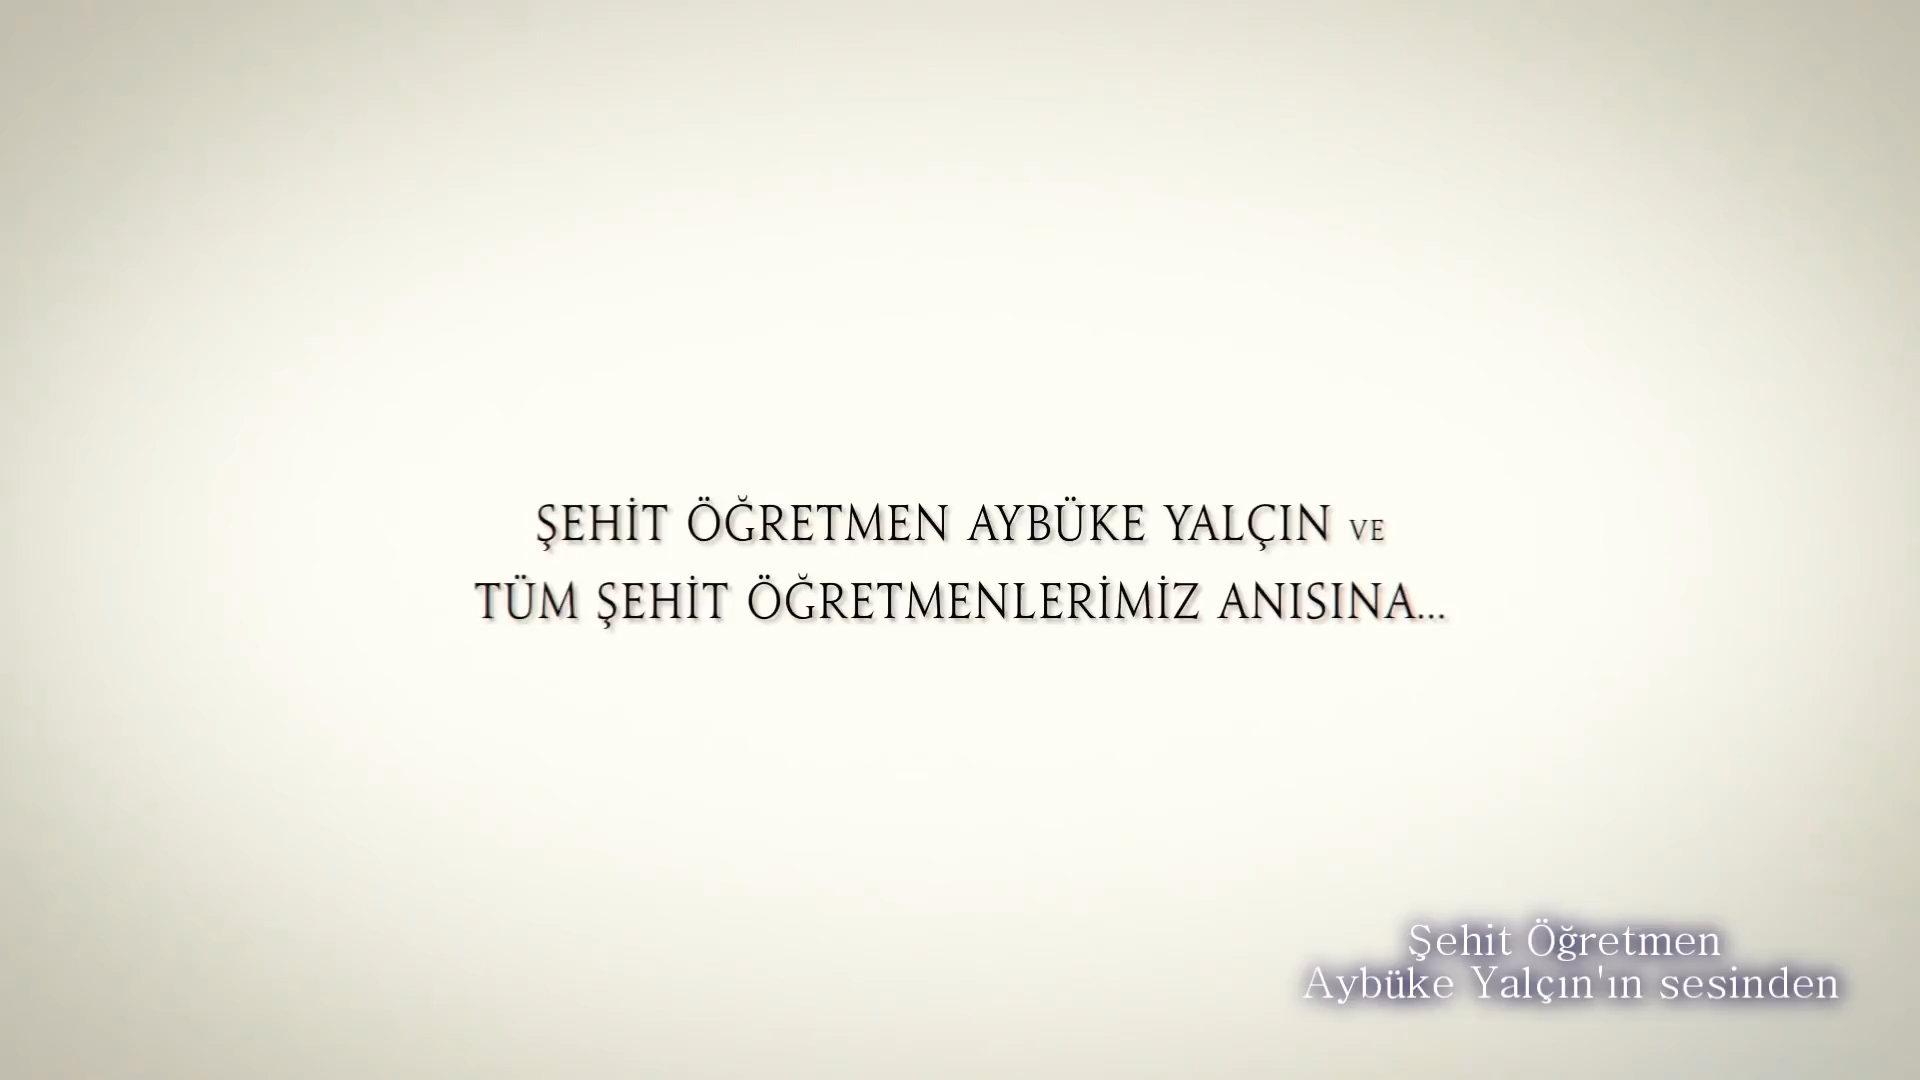 ŞEHİT ÖĞRETMEN AYBÜKE YALÇIN VE
TÜM ŞEHİT ÖĞRETMENLERİMİZ ANISINA...
Şehit Öğretmen
Aybüke Yalçın'ın sesinden